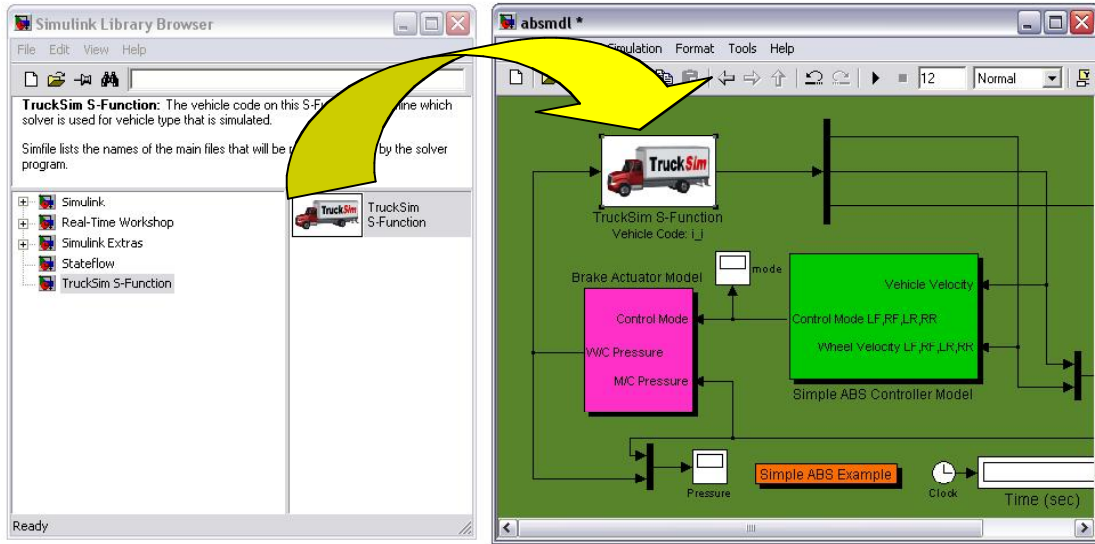 Simulink Library Browser
File Edit View Help
TruckSim S-Function: The vehicle code on this S-Fu ine which
solver is used for vehicle type that is simulated.
Simfile lists the names of the main files that will be by the solver
program.
Simulink
Real-Time Workshop
Simulink Extras
Stateflow
TruckSim S-Function
TruckSim
TruckSim
S-Function
Ready
absmdl *
Simulation Format Tools Help
12
Normal
TruckSim
TruckSim S-Function
Vehicle Code: i_i
mode
Brake Actuator Model
Control Mode
W/C Pressure
M/C Pressure
Vehicle Velocity
Control Mode LF,RF,LR,RR
Wheel Velocity LF,RF,LR,RR
Simple ABS Controller Model
Pressure
Simple ABS Example
Clock
Time (sec)